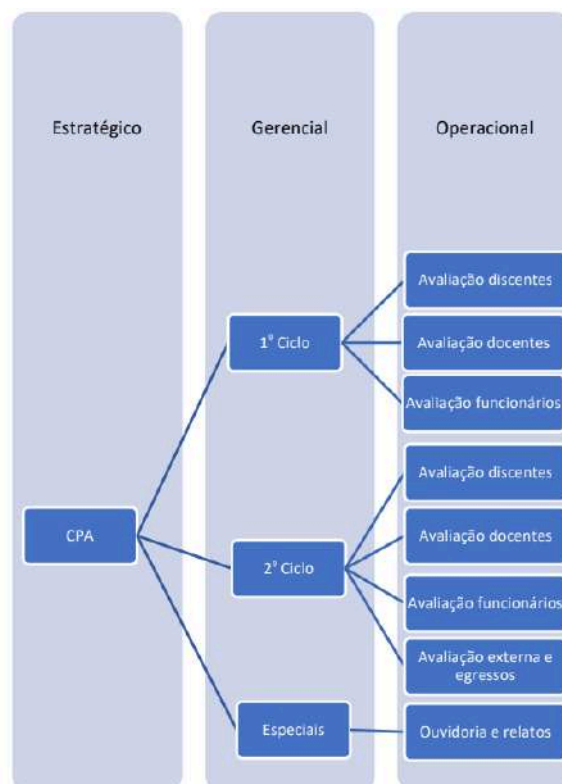 Estratégico
Gerencial
Operacional
Avaliação discentes
1º Ciclo
Avaliação docentes
Avaliação funcionários
Avaliação discentes
CPA
Avaliação docentes
2º Ciclo
Avaliação funcionários
Avaliação externa e
egressos
Especiais
Ouvidoria e relatos